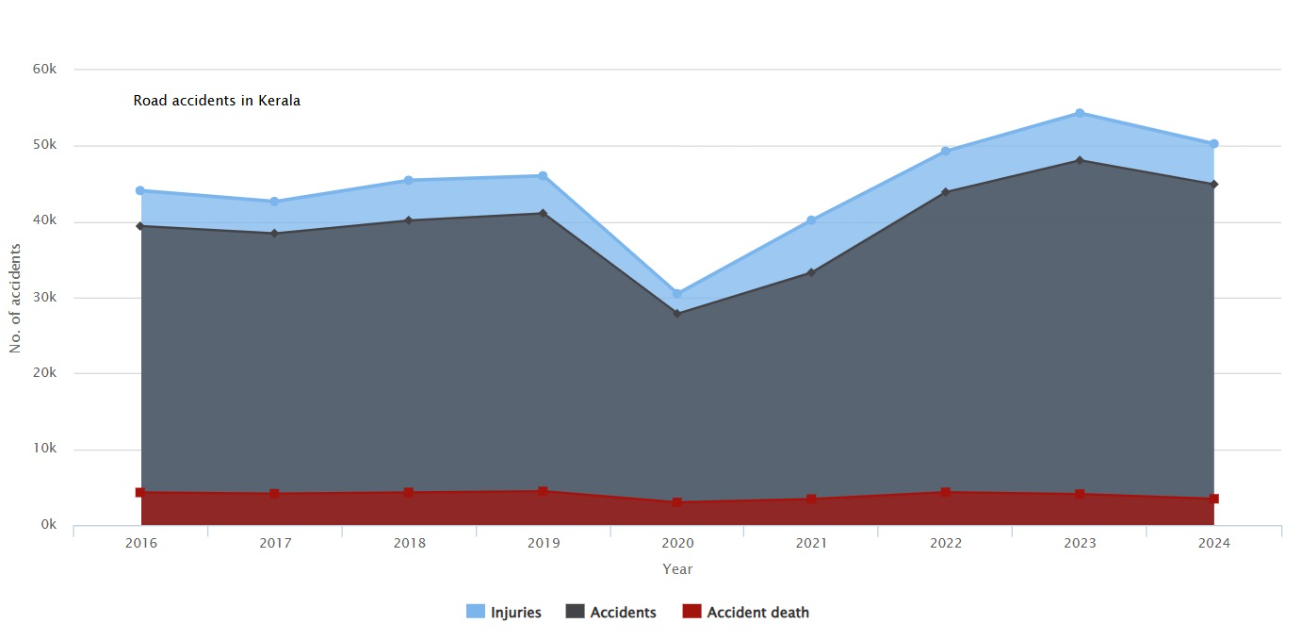 60k
Road accidents in Kerala
50k
40k
30k
20k
10k
0k
No. of accidents
2016 2017 2018 2019 2020 2021 2022 2023 2024
Year
Injuries Accidents Accident death